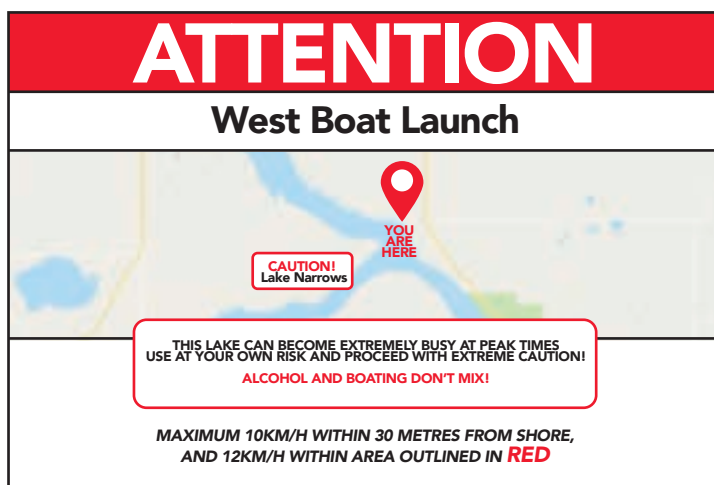 ATTENTION
West Boat Launch
YOU
ARE
HERE
CAUTION!
Lake Narrows
THIS LAKE CAN BECOME EXTREMELY BUSY AT PEAK TIMES
USE AT YOUR OWN RISK AND PROCEED WITH EXTREME CAUTION!
ALCOHOL AND BOATING DON'T MIX!
MAXIMUM 10KM/H WITHIN 30 METRES FROM SHORE,
AND 12KM/H WITHIN AREA OUTLINED IN RED